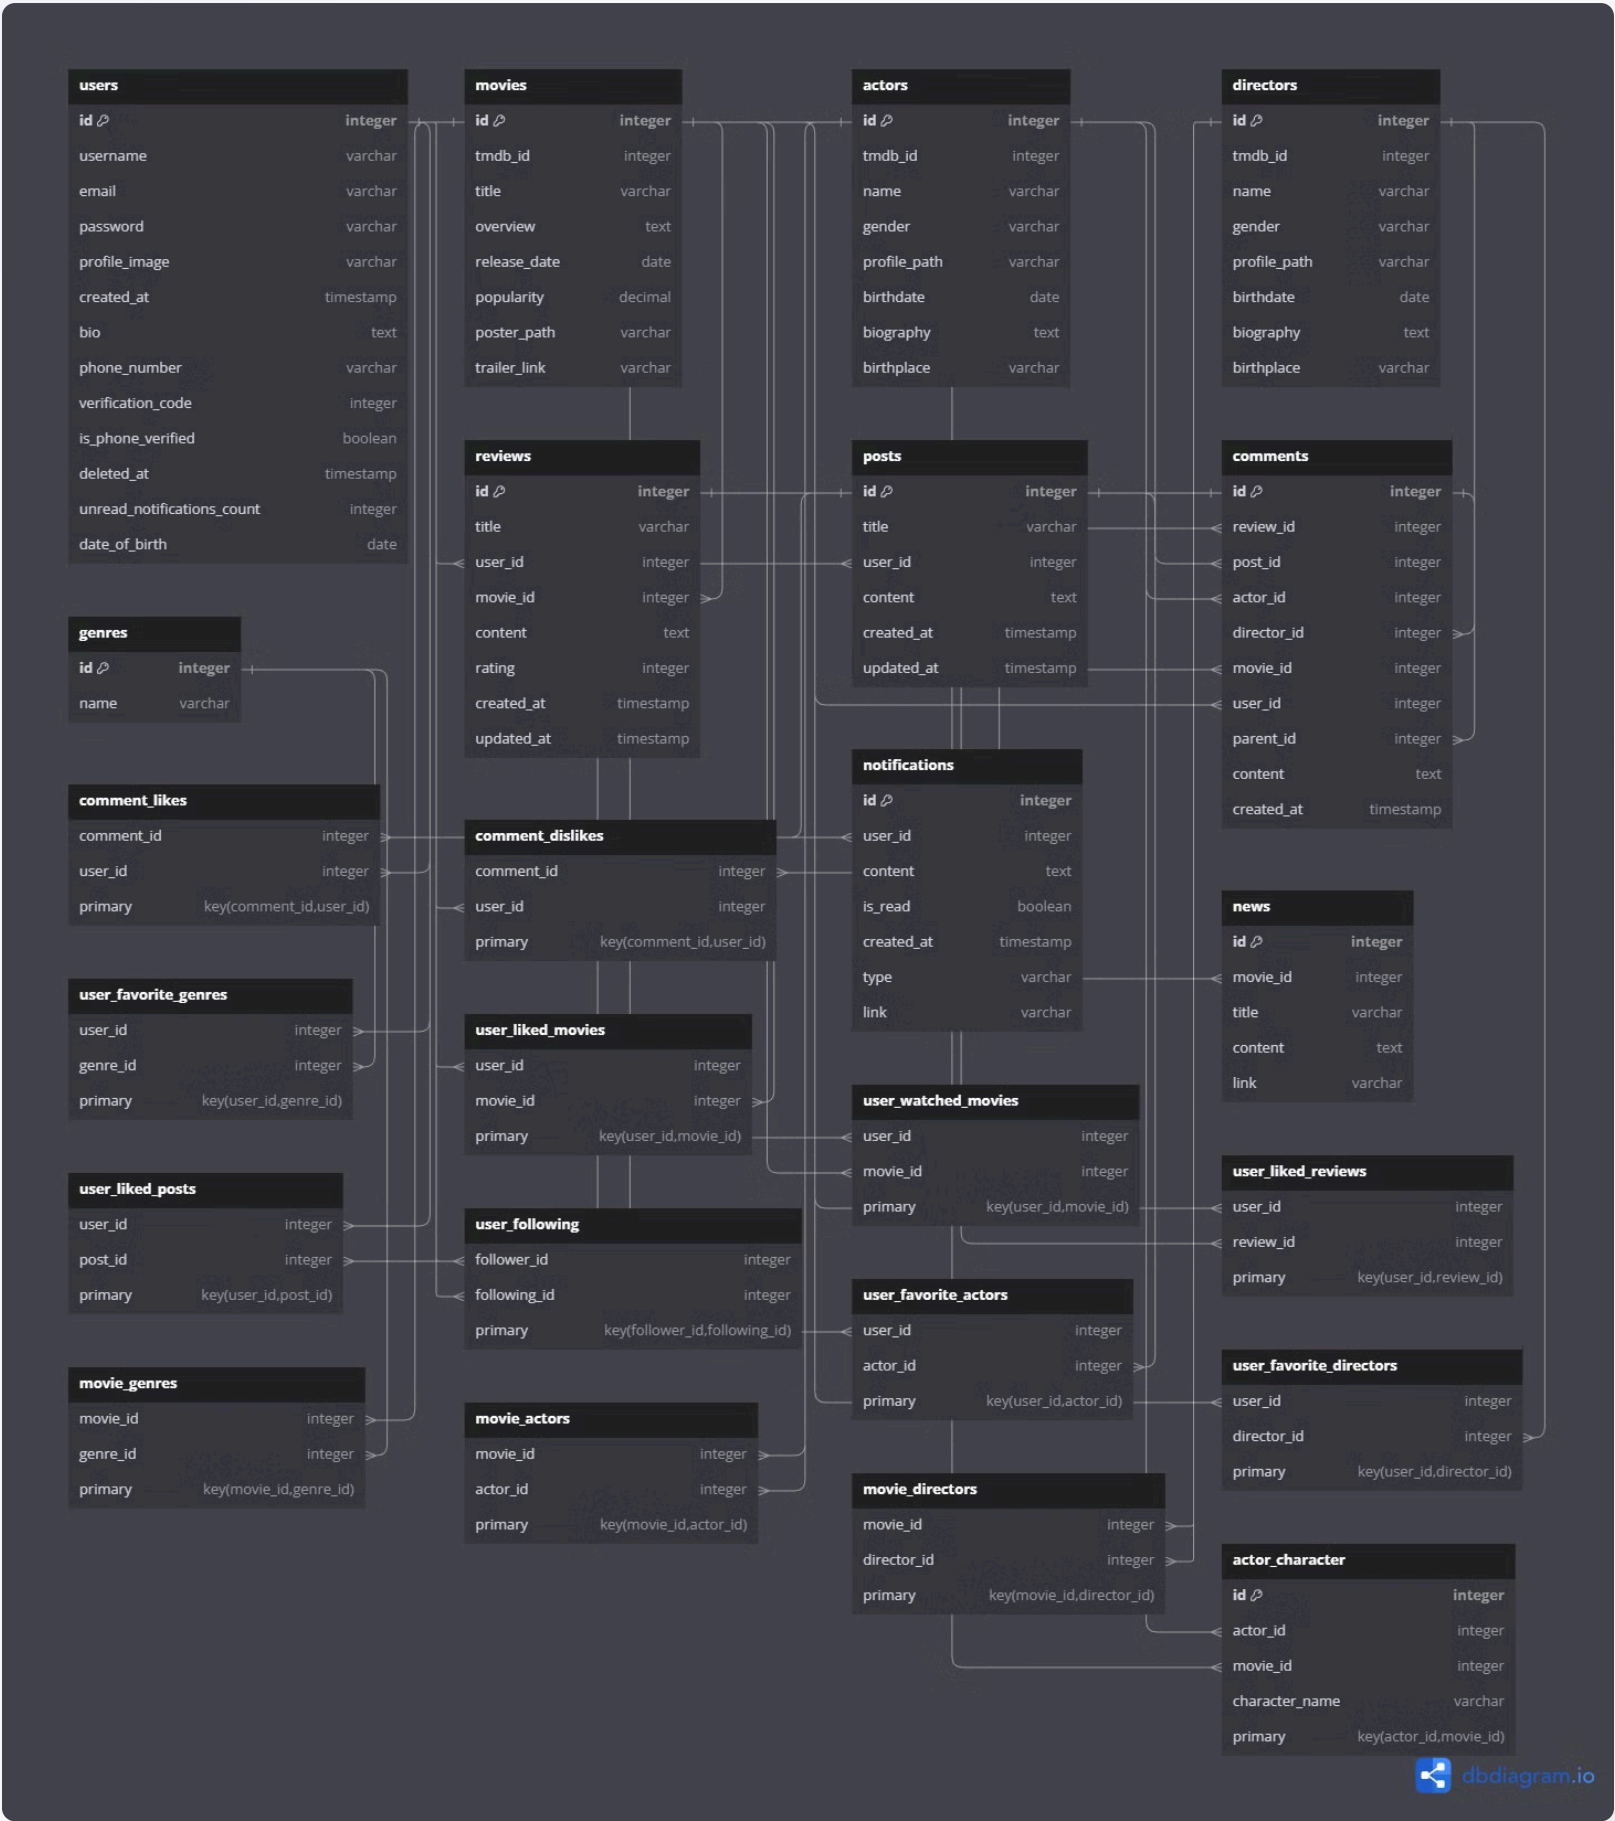 users
id integer
username varchar
email varchar
password varchar
profile_image varchar
created_at timestamp
bio text
phone_number varchar
verification_code integer
is_phone_verified boolean
deleted_at timestamp
unread_notifications_count integer
date_of_birth date
genres
id integer
name varchar
comment_likes
comment_id integer
user_id integer
primary key(comment_id,user_id)
user_favorite_genres
user_id integer
genre_id integer
primary key(user_id,genre_id)
user_liked_posts
user_id integer
post_id integer
primary key(user_id,post_id)
movie_genres
movie_id integer
genre_id integer
primary key(movie_id,genre_id)
movies
id integer
tmdb_id integer
title varchar
overview text
release_date date
popularity decimal
poster_path varchar
trailer_link varchar
reviews
id integer
title varchar
user_id integer
movie_id integer
content text
rating integer
created_at timestamp
updated_at timestamp
comment_dislikes
comment_id integer
user_id integer
primary key(comment_id,user_id)
user_liked_movies
user_id integer
movie_id integer
primary key(user_id,movie_id)
user_following
follower_id integer
following_id integer
primary key(follower_id,following_id)
movie_actors
movie_id integer
actor_id integer
primary key(movie_id,actor_id)
actors
id integer
tmdb_id integer
name varchar
gender varchar
profile_path varchar
birthdate date
biography text
birthplace varchar
posts
id integer
title varchar
user_id integer
content text
created_at timestamp
updated_at timestamp
notifications
id integer
user_id integer
content text
is_read boolean
created_at timestamp
type varchar
link varchar
user_watched_movies
user_id integer
movie_id integer
primary key(user_id,movie_id)
user_favorite_actors
user_id integer
actor_id integer
primary key(user_id,actor_id)
movie_directors
movie_id integer
director_id integer
primary key(movie_id,director_id)
directors
id integer
tmdb_id integer
name varchar
gender varchar
profile_path varchar
birthdate date
biography text
birthplace varchar
comments
id integer
review_id integer
post_id integer
actor_id integer
director_id integer
movie_id integer
user_id integer
parent_id integer
content text
created_at timestamp
news
id integer
movie_id integer
title varchar
content text
link varchar
user_liked_reviews
user_id integer
review_id integer
primary key(user_id,review_id)
user_favorite_directors
user_id integer
director_id integer
primary key(user_id,director_id)
actor_character
id integer
actor_id integer
movie_id integer
character_name varchar
primary key(actor_id,movie_id)
dbdiagram.io